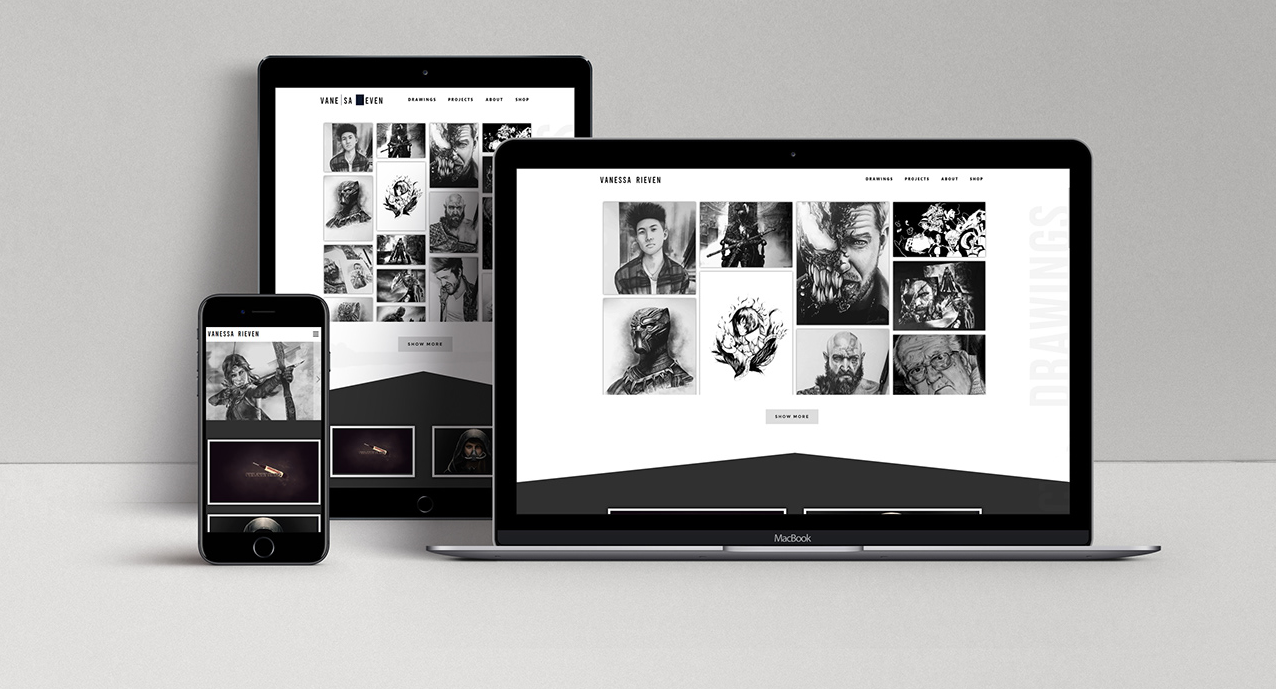 VANE SA EVEN
DRAWINGS PROJECTS ABOUT SHOP
SHOW MORE
VANESSA RIEVEN
DRAWINGS PROJECTS ABOUT SHOP
DRAWINGS
SHOW MORE
MacBook
VANESSA RIEVEN